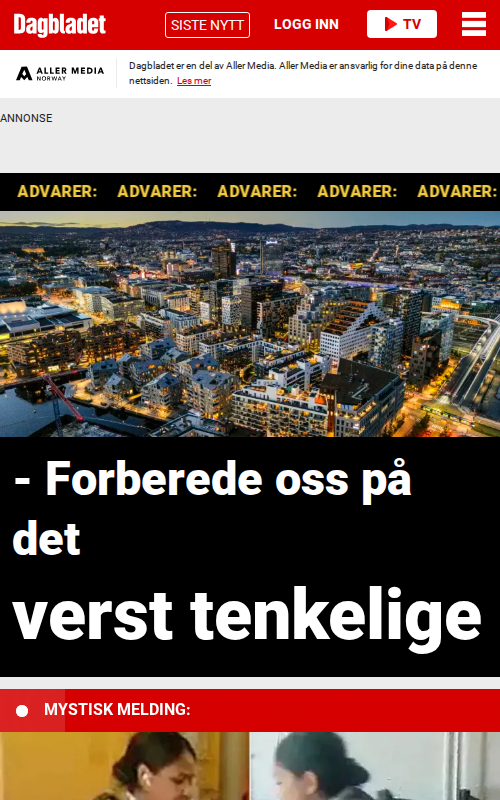 Dagbladet
SISTE NYTT
LOGG INN
TV
ALLER MEDIA
NORWAY
Dagbladet er en del av Aller Media. Aller Media er ansvarlig for dine data på denne
nettsiden. Les mer
ANNONSE
ADVARER: ADVARER: ADVARER: ADVARER: ADVARER:
- Forberede oss på
det
verst tenkelige
MYSTISK MELDING: